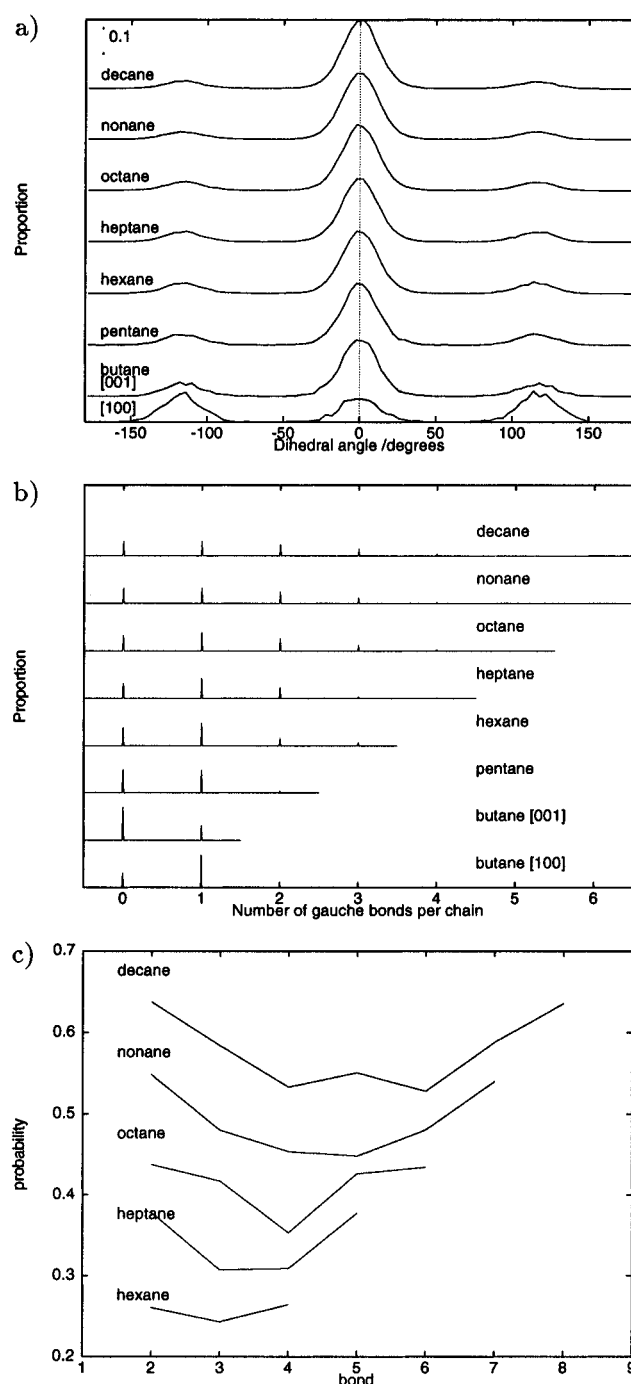 a)
0.1
decane
nonane
octane
heptane
hexane
pentane
butane
[001]
[100]
Proportion
-150 -100 -50 0 50 100 150
Dihedral angle /degrees
b)
decane
nonane
octane
heptane
hexane
pentane
butane [001]
butane [100]
Proportion
0 1 2 3 4 5 6
Number of gauche bonds per chain
c)
0.7
0.6
0.5
0.4
0.3
0.2
decane
nonane
octane
heptane
hexane
probability
1 2 3 4 5 6 7 8 9
bond